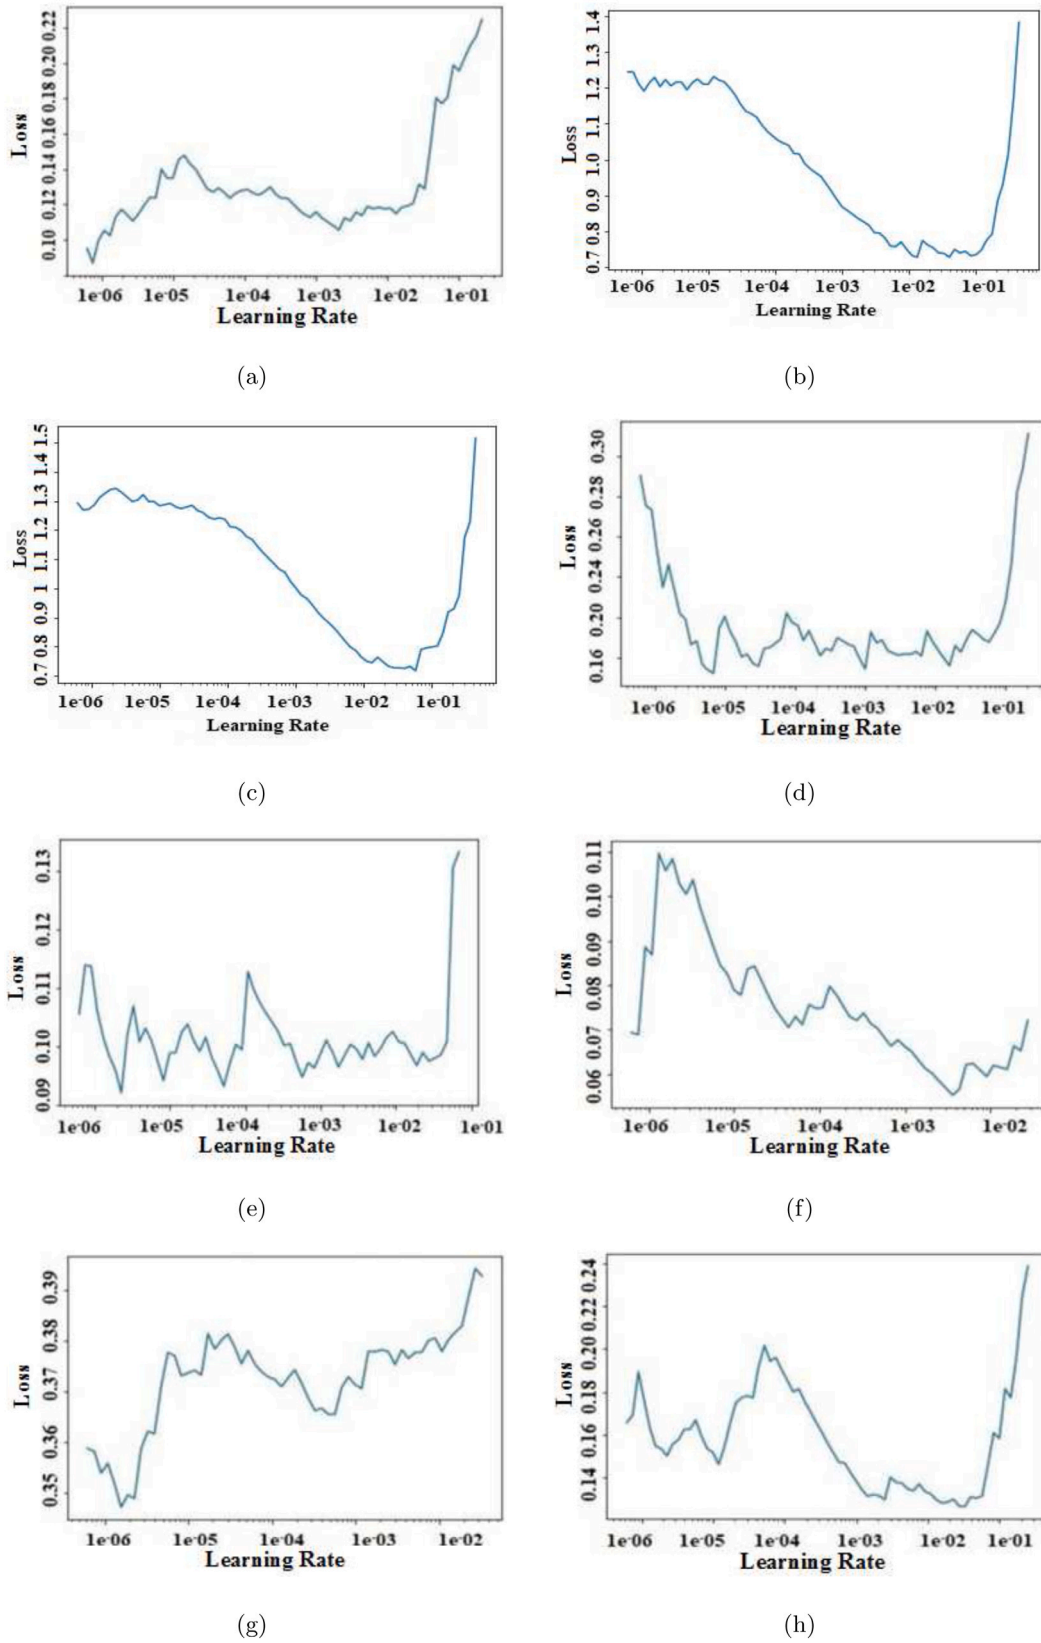 0.22
0.20
0.18
0.16
0.14
0.12
0.10
Loss
1e-06 1e-05 1e-04 1e-03 1e-02 1e-01
Learning Rate
(a)
1.4
1.3
1.2
1.1
1.0
0.9
0.8
0.7
Loss
1e-06 1e-05 1e-04 1e-03 1e-02 1e-01
Learning Rate
(b)
1.5
1.4
1.3
1.2
1.1
1
0.9
0.8
0.7
Loss
1e-06 1e-05 1e-04 1e-03 1e-02 1e-01
Learning Rate
(c)
0.30
0.28
0.26
0.24
0.20
0.16
Loss
1e-06 1e-05 1e-04 1e-03 1e-02 1e-01
Learning Rate
(d)
0.13
0.12
0.11
0.10
0.09
Loss
1e-06 1e-05 1e-04 1e-03 1e-02 1e-01
Learning Rate
(e)
0.11
0.10
0.09
0.08
0.07
0.06
Loss
1e-06 1e-05 1e-04 1e-03 1e-02
Learning Rate
(f)
0.39
0.38
0.37
0.36
0.35
Loss
1e-06 1e-05 1e-04 1e-03 1e-02
Learning Rate
(g)
0.24
0.22
0.20
0.18
0.16
0.14
Loss
1e-06 1e-05 1e-04 1e-03 1e-02 1e-01
Learning Rate
(h)